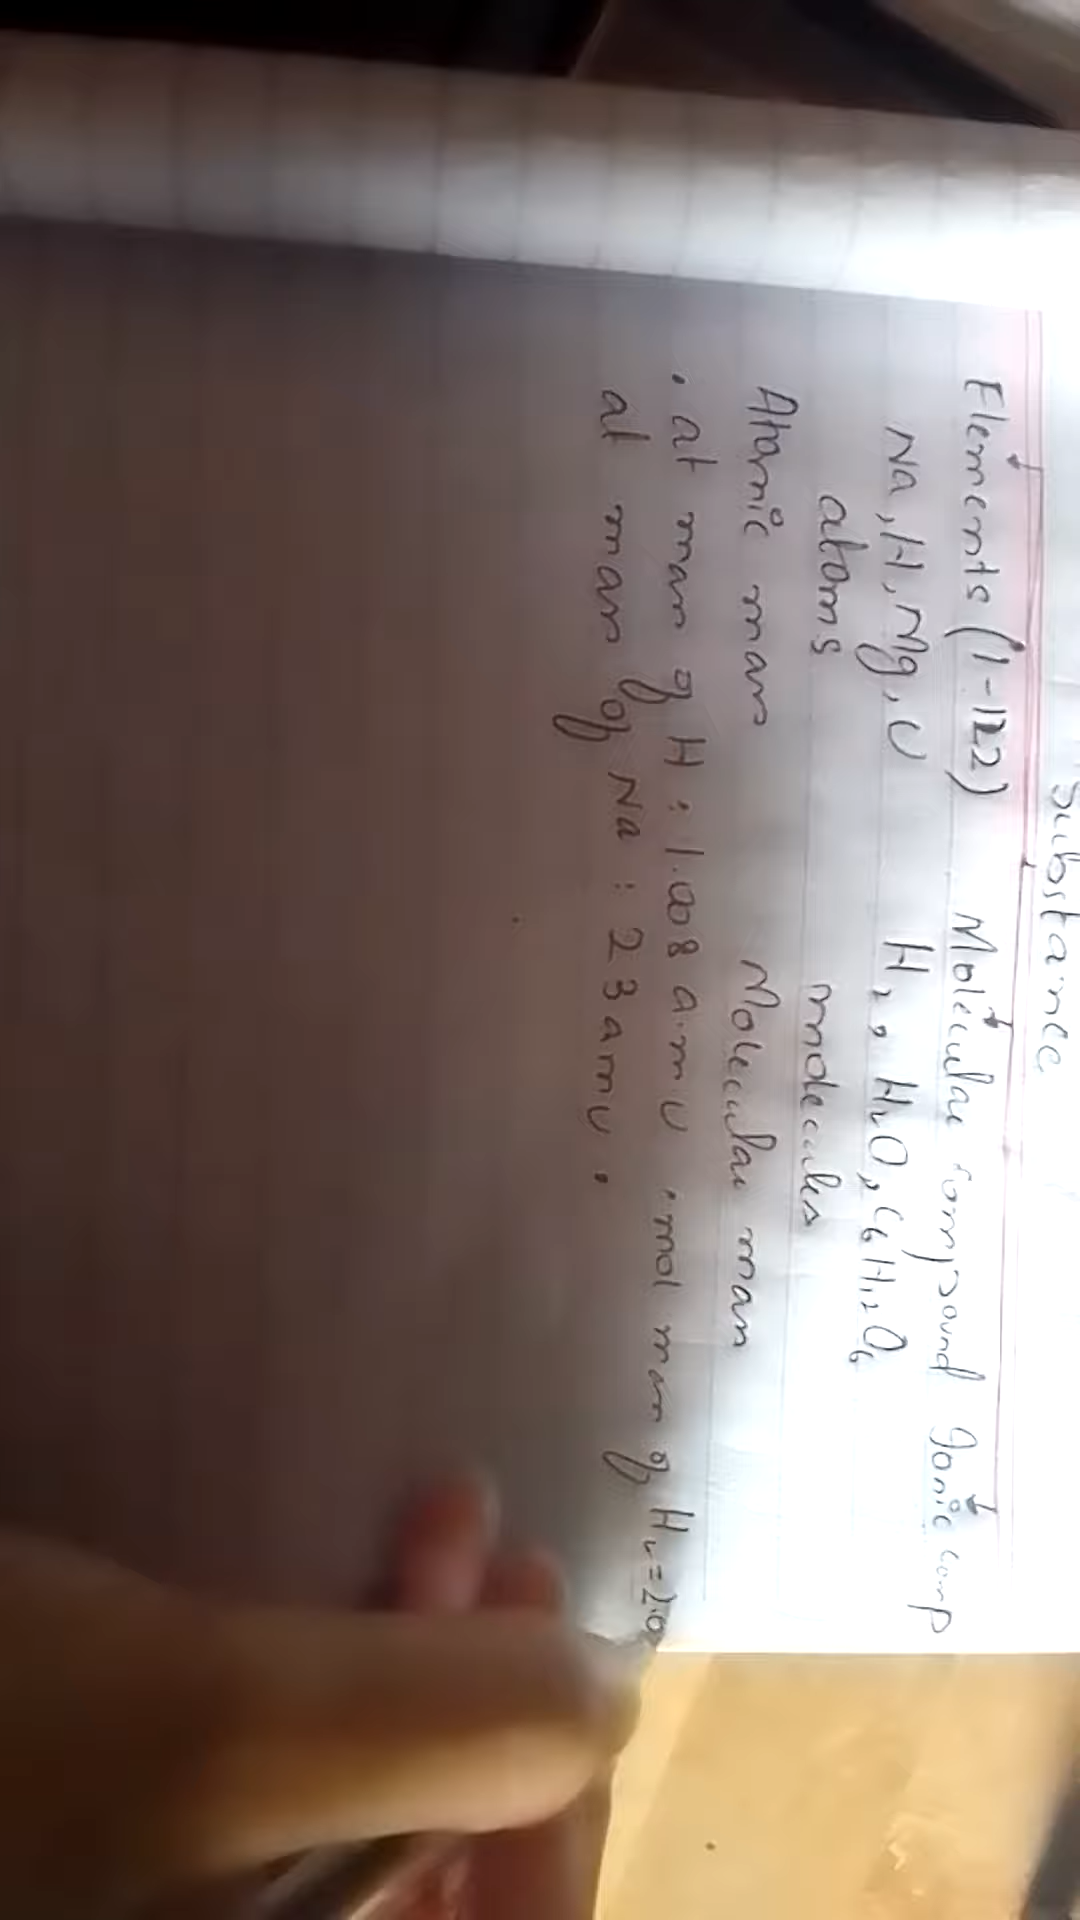 Substance
Elements (1-122) Molecular compound Ionic comp
Na, H, Mg, U H2, H2O, C6H12O6
atoms molecules
Atomic mass Molecular mass
. at mass of H : 1.008 a.m u . mol mass of H2 = 2.0
at mass of Na : 23 amu .